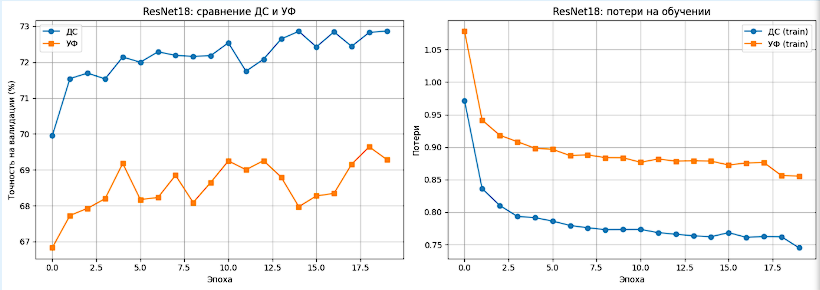 ResNet18: сравнение ДС и УФ
73
72
71
70
69
68
67
Точность на валидации (%)
ДС
УФ
0.0 2.5 5.0 7.5 10.0 12.5 15.0 17.5
Эпоха
ResNet18: потери на обучении
1.05
1.00
0.95
0.90
0.85
0.80
0.75
Потери
ДС (train)
УФ (train)
0.0 2.5 5.0 7.5 10.0 12.5 15.0 17.5
Эпоха